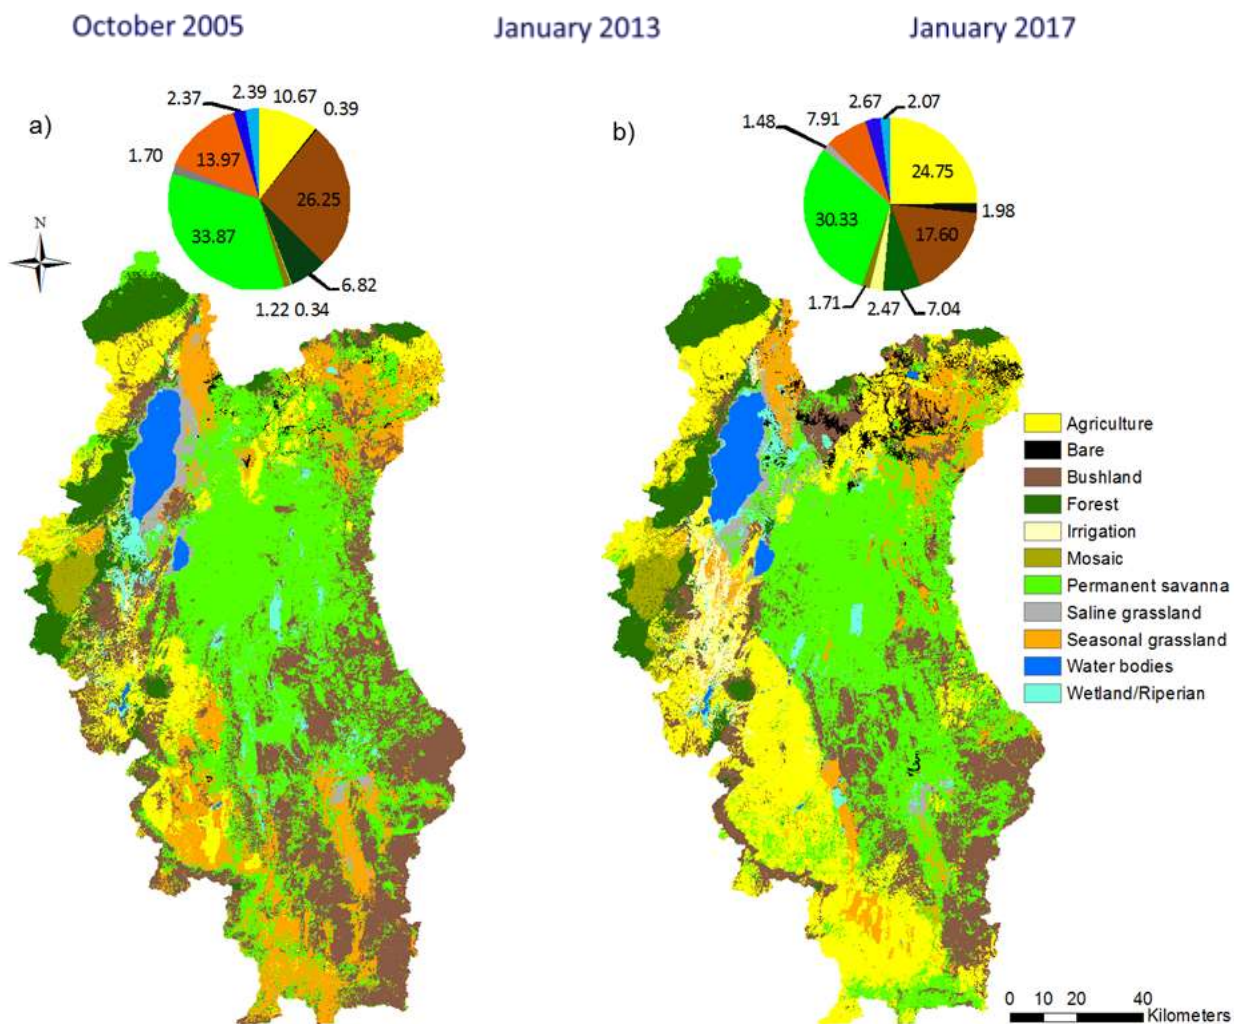 October 2005 January 2013 January 2017
a)
2.37 2.39 10.67 0.39
1.70 13.97 26.25
33.87
6.82
1.22 0.34
b)
2.67 2.07
1.48 7.91 24.75
1.98
30.33 17.60
1.71 2.47 7.04
N
Agriculture
Bare
Bushland
Forest
Irrigation
Mosaic
Permanent savanna
Saline grassland
Seasonal grassland
Water bodies
Wetland/Riperian
0 10 20 40
Kilometers